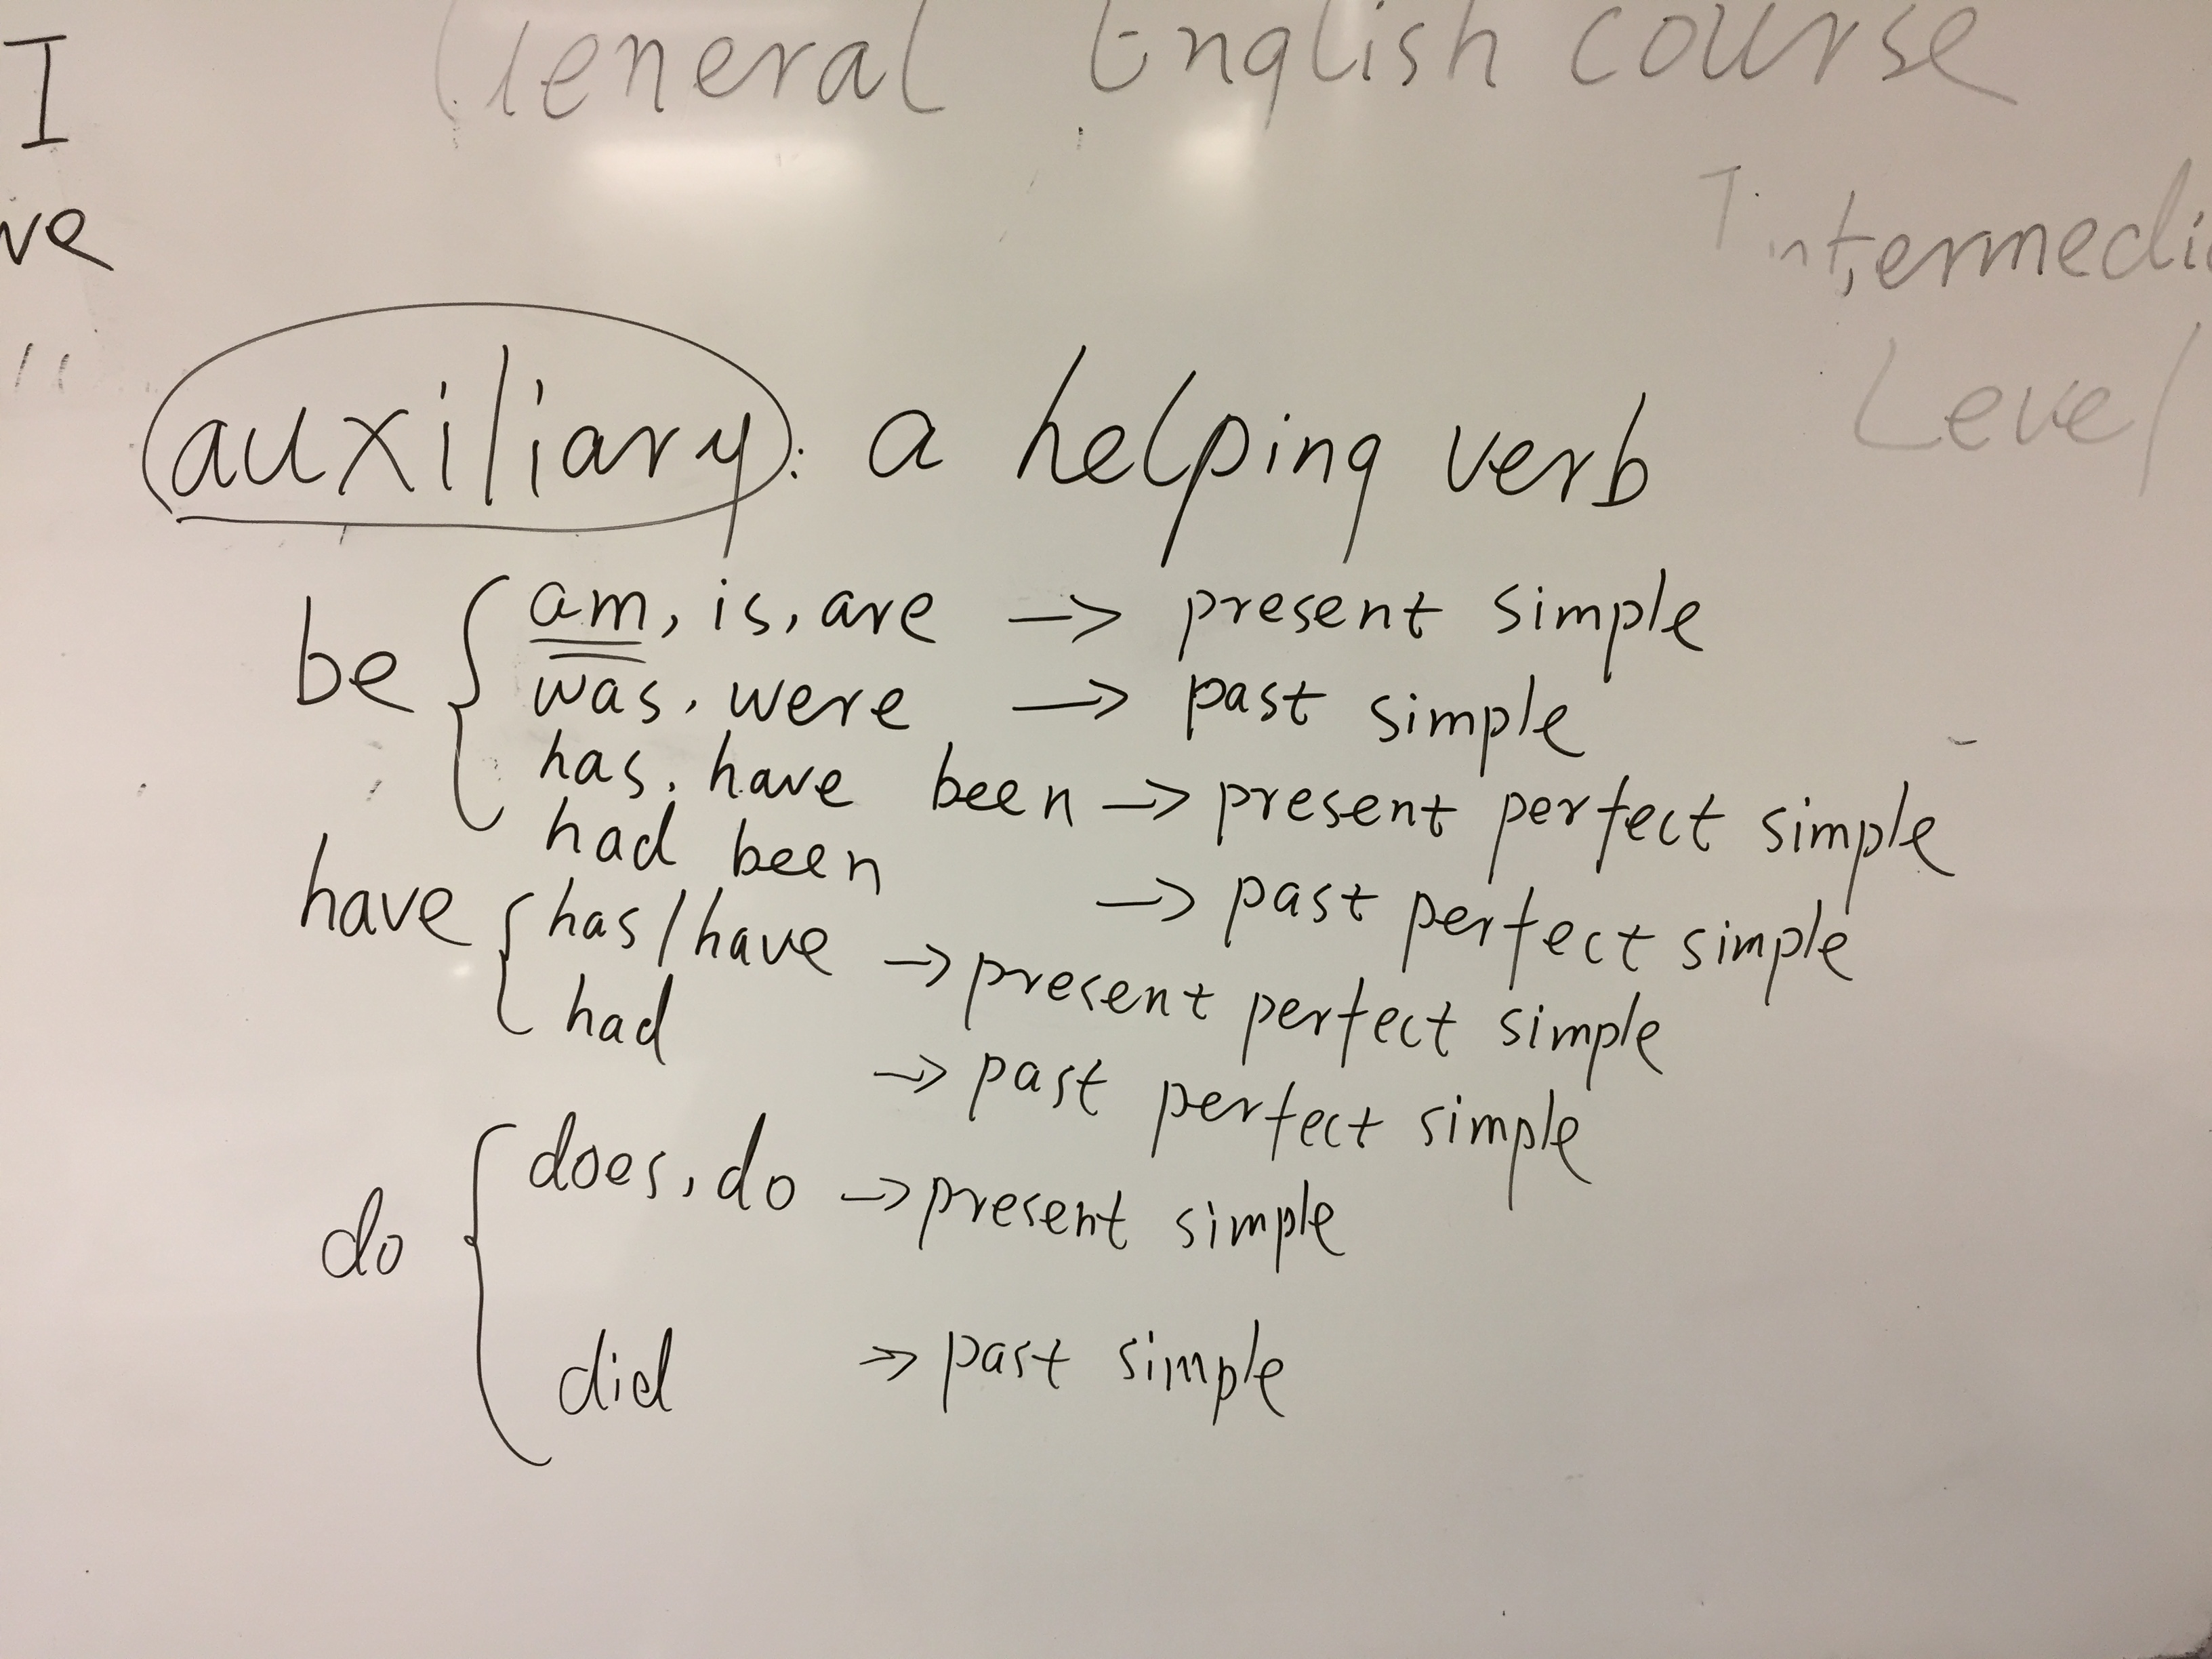 General English course
I
ve
Intermedi
Level
auxiliary: a helping verb
be { am, is, are → present simple
was, were → past simple
has, have been → present perfect simple
had been → past perfect simple
have { has/have → present perfect simple
had → past perfect simple
do { does, do → present simple
did → past simple